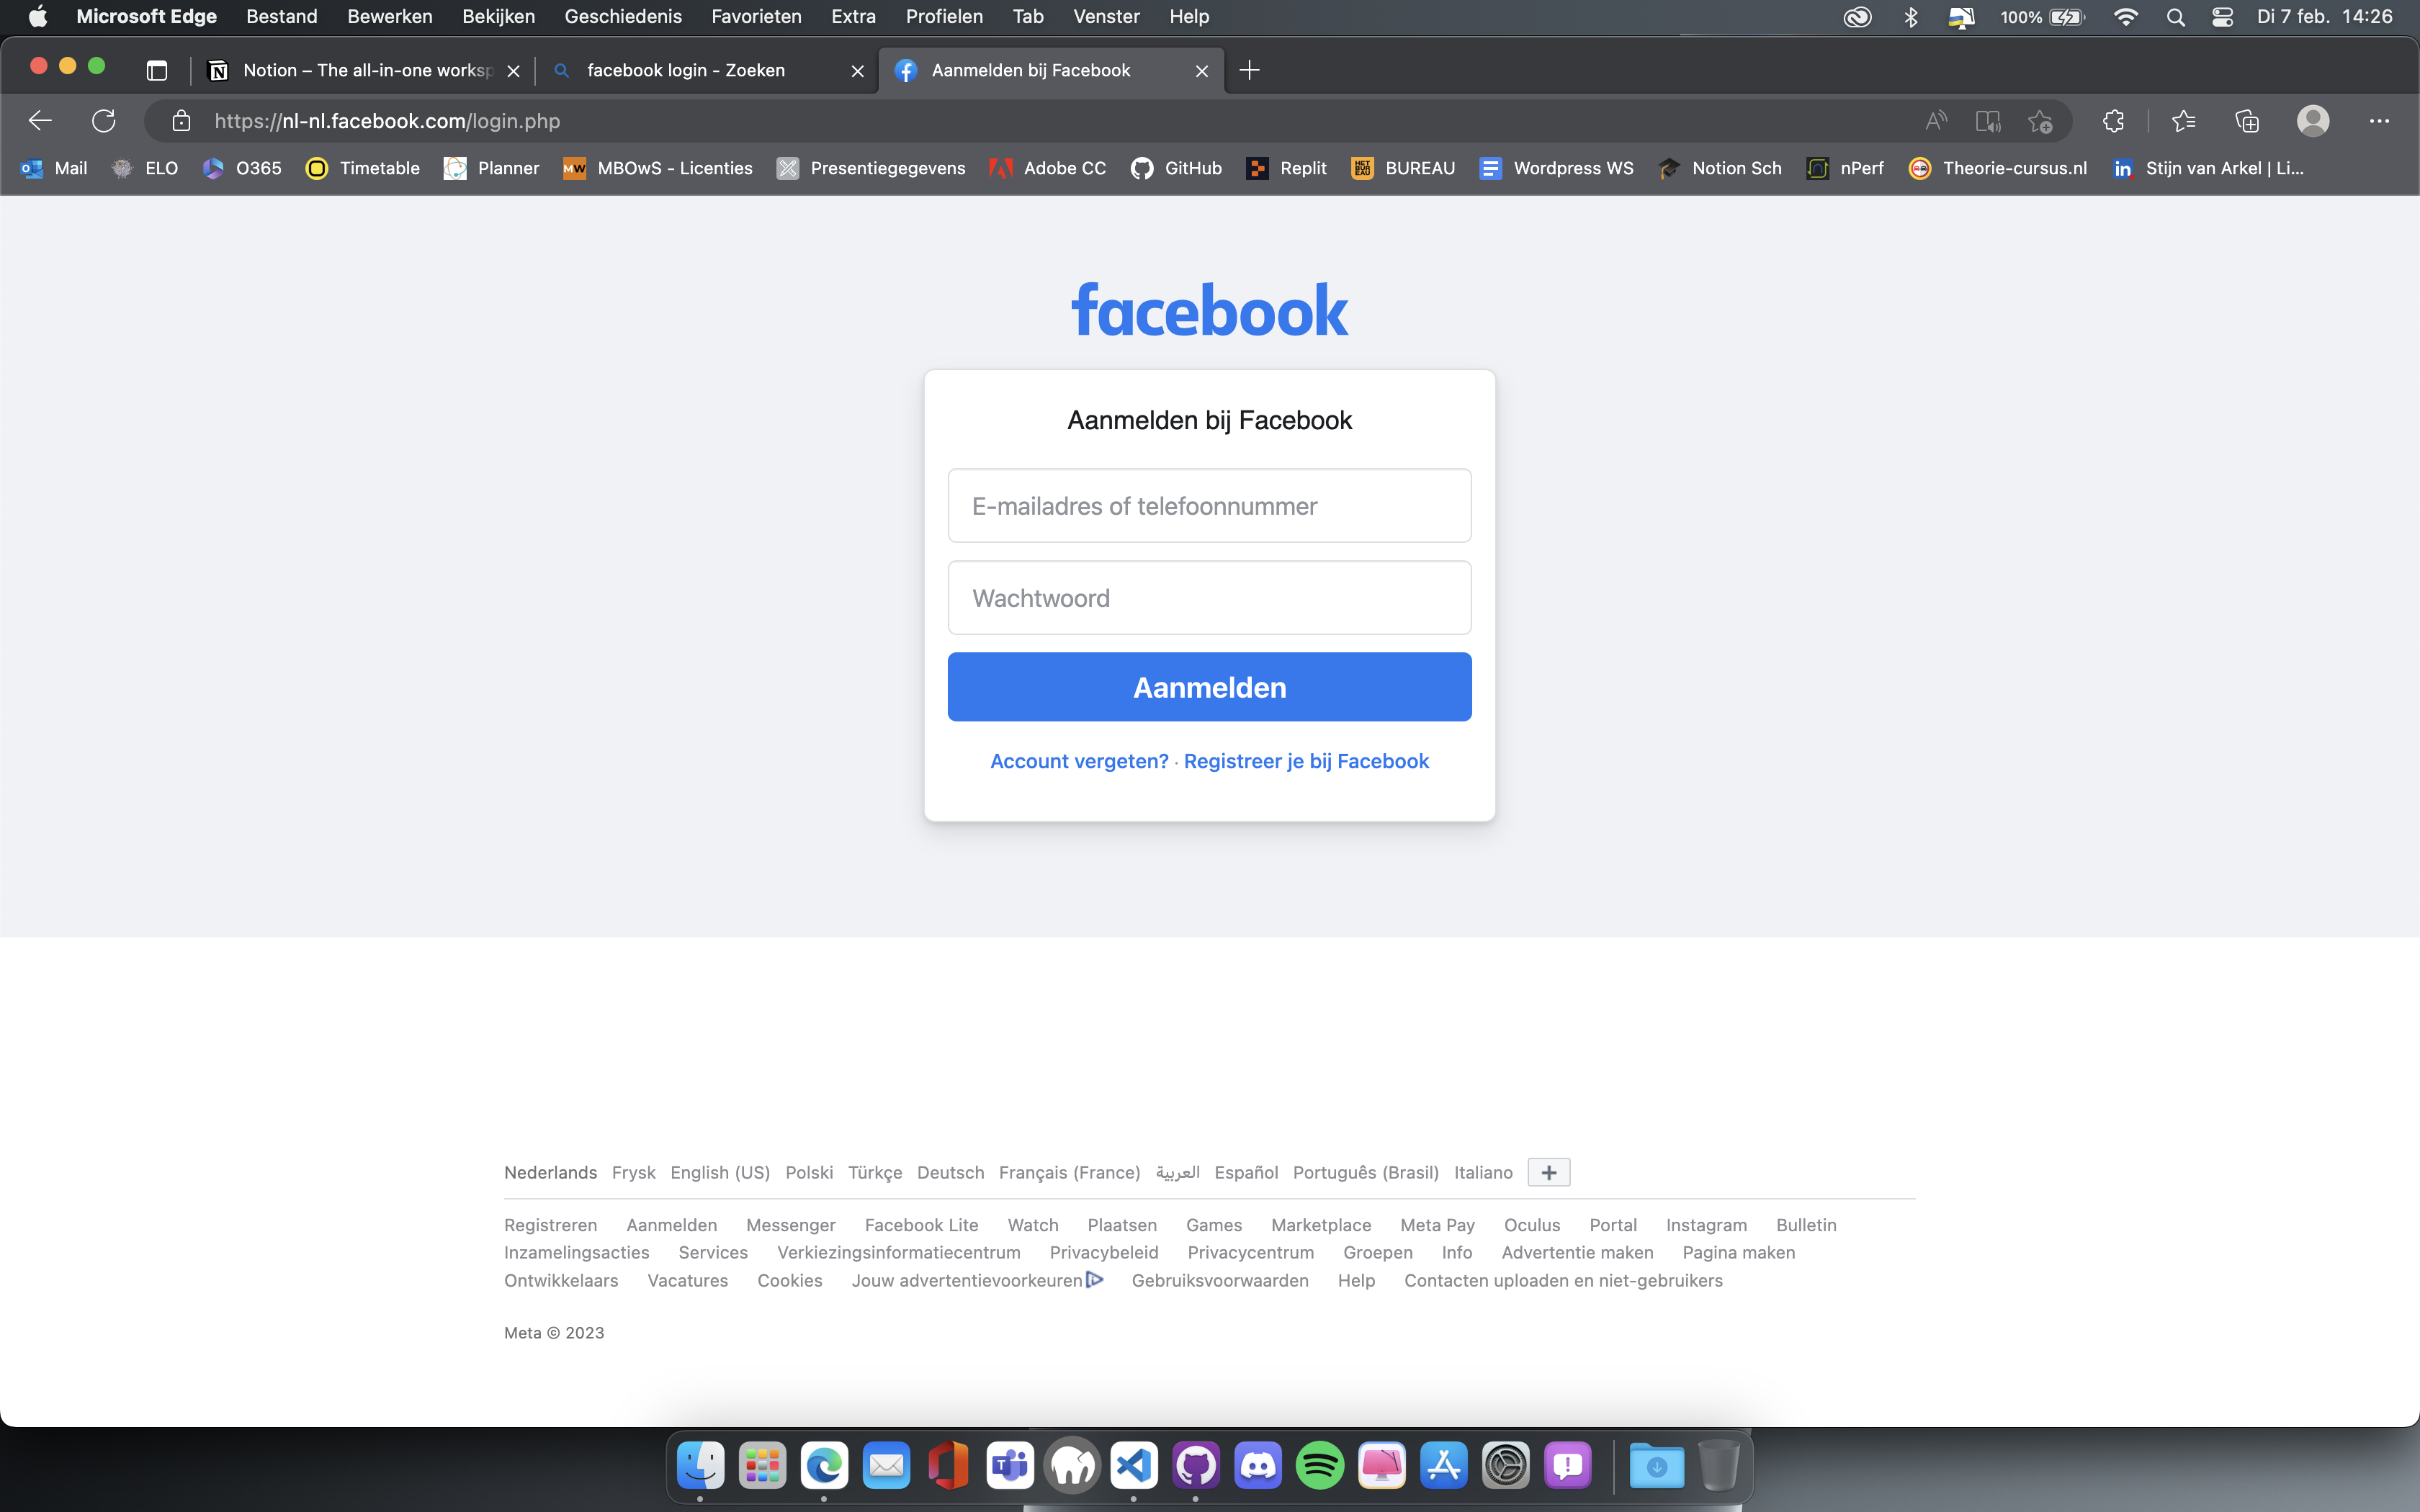 Microsoft Edge Bestand Bewerken Bekijken Geschiedenis Favorieten Extra Profielen Tab Venster Help 100% Di 7 feb. 14:26
Notion – The all-in-one worksp facebook login - Zoeken Aanmelden bij Facebook
https://nl-nl.facebook.com/login.php
Mail ELO O365 Timetable Planner MBOwS - Licenties Presentiegegevens Adobe CC GitHub Replit BUREAU Wordpress WS Notion Sch nPerf Theorie-cursus.nl Stijn van Arkel | Li...
facebook
Aanmelden bij Facebook
E-mailadres of telefoonnummer
Wachtwoord
Aanmelden
Account vergeten? · Registreer je bij Facebook
Nederlands Frysk English (US) Polski Türkçe Deutsch Français (France) العربية Español Português (Brasil) Italiano +
Registreren Aanmelden Messenger Facebook Lite Watch Plaatsen Games Marketplace Meta Pay Oculus Portal Instagram Bulletin
Inzamelingsacties Services Verkiezingsinformatiecentrum Privacybeleid Privacycentrum Groepen Info Advertentie maken Pagina maken
Ontwikkelaars Vacatures Cookies Jouw advertentievoorkeuren Gebruiksvoorwaarden Help Contacten uploaden en niet-gebruikers
Meta © 2023